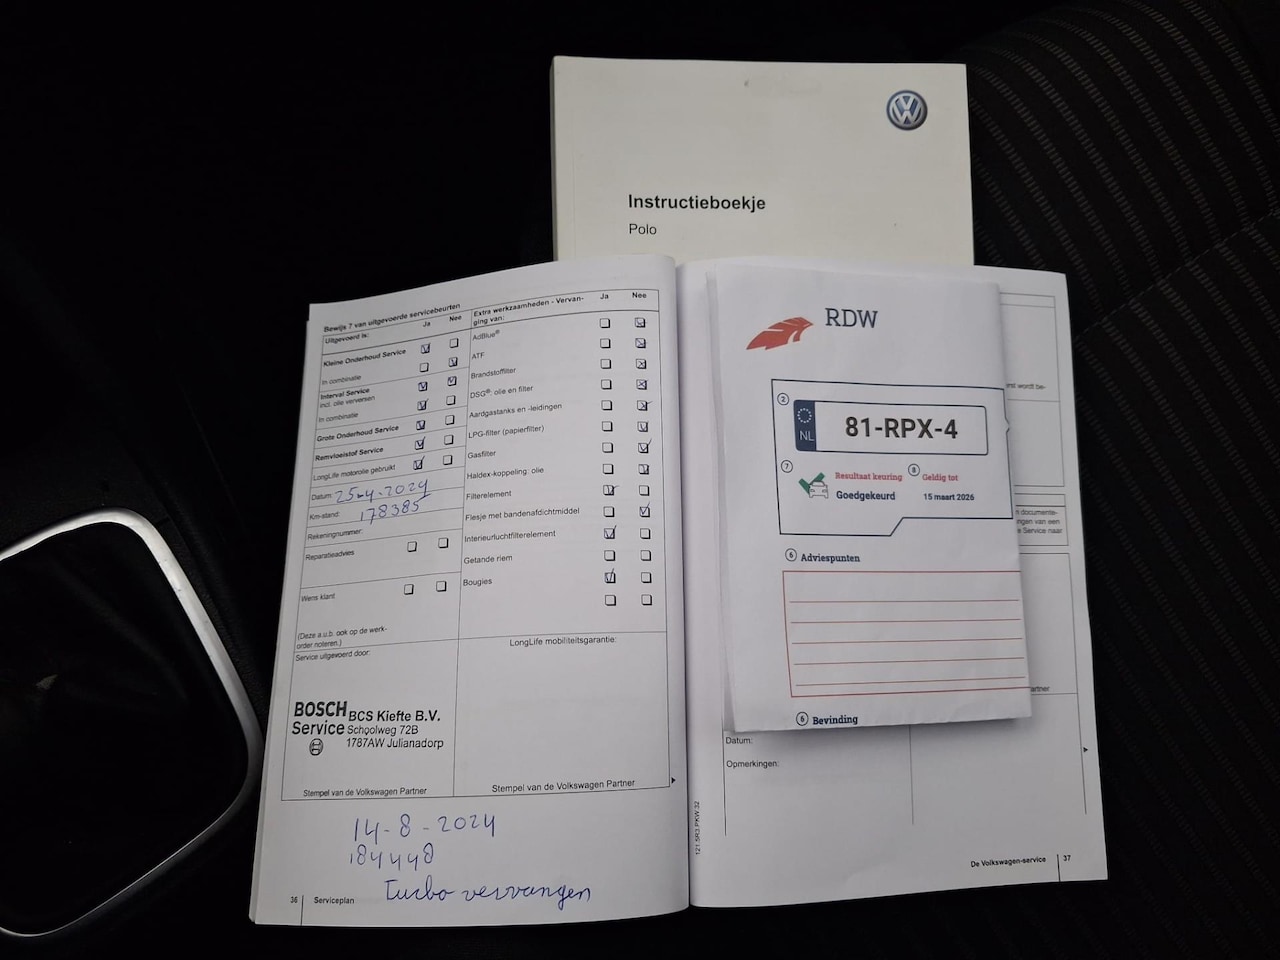 Instructieboekje
Polo
Bewijs 7 van uitgevoerde servicebeurten
Uitgevoerd is:
Ja
Nee
Kleine Onderhoud Service
In combinatie
Interval Service
incl. olie verversen
In combinatie
Grote Onderhoud Service
Remvloeistof Service
LongLife motorolie gebruikt
Datum: 25-4-2024
Km-stand: 178385
Rekeningnummer:
Reparatieadvies
Wens klant
(Deze a.u.b. ook op de werk-
order noteren.)
Service uitgevoerd door:
BOSCH
Service
BCS Kiefte B.V.
Schoolweg 72B
1787AW Julianadorp
Stempel van de Volkswagen Partner
Extra werkzaamheden - Vervan-
ging van:
Ja
Nee
AdBlue®
ATF
Brandstoffilter
DSG®: olie en filter
Aardgastanks en -leidingen
LPG-filter (papierfilter)
Gasfilter
Haldex-koppeling: olie
Filterelement
Flesje met bandenafdichtmiddel
Interieurluchtfilterelement
Getande riem
Bougies
LongLife mobiliteitsgarantie:
Stempel van de Volkswagen Partner
14-8-2024
184448
turbo vervangen
36
Serviceplan
RDW
2
NL
81-RPX-4
7
Resultaat keuring
Goedgekeurd
8
Geldig tot
15 maart 2026
6 Adviespunten
6 Bevinding
Datum:
Opmerkingen:
De Volkswagen-service
37